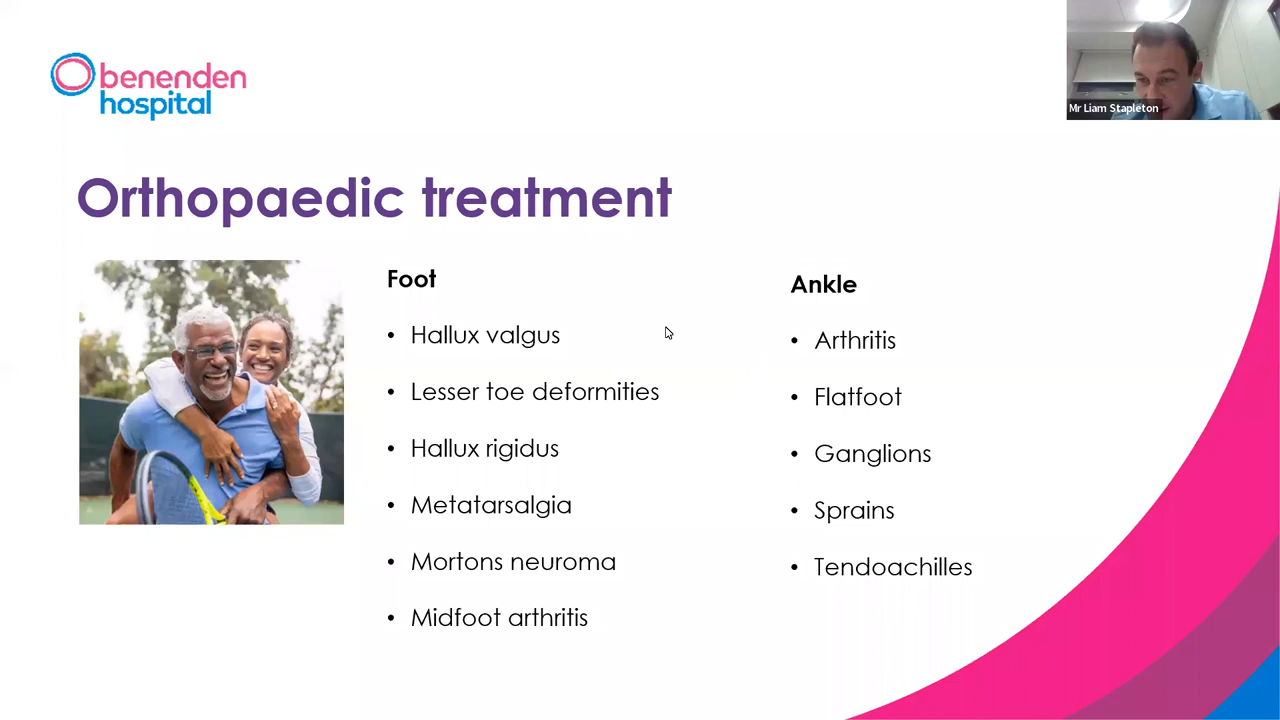 benenden
hospital
Mr Liam Stapleton
Orthopaedic treatment
Foot
• Hallux valgus
• Lesser toe deformities
• Hallux rigidus
• Metatarsalgia
• Mortons neuroma
• Midfoot arthritis
Ankle
• Arthritis
• Flatfoot
• Ganglions
• Sprains
• Tendoachilles